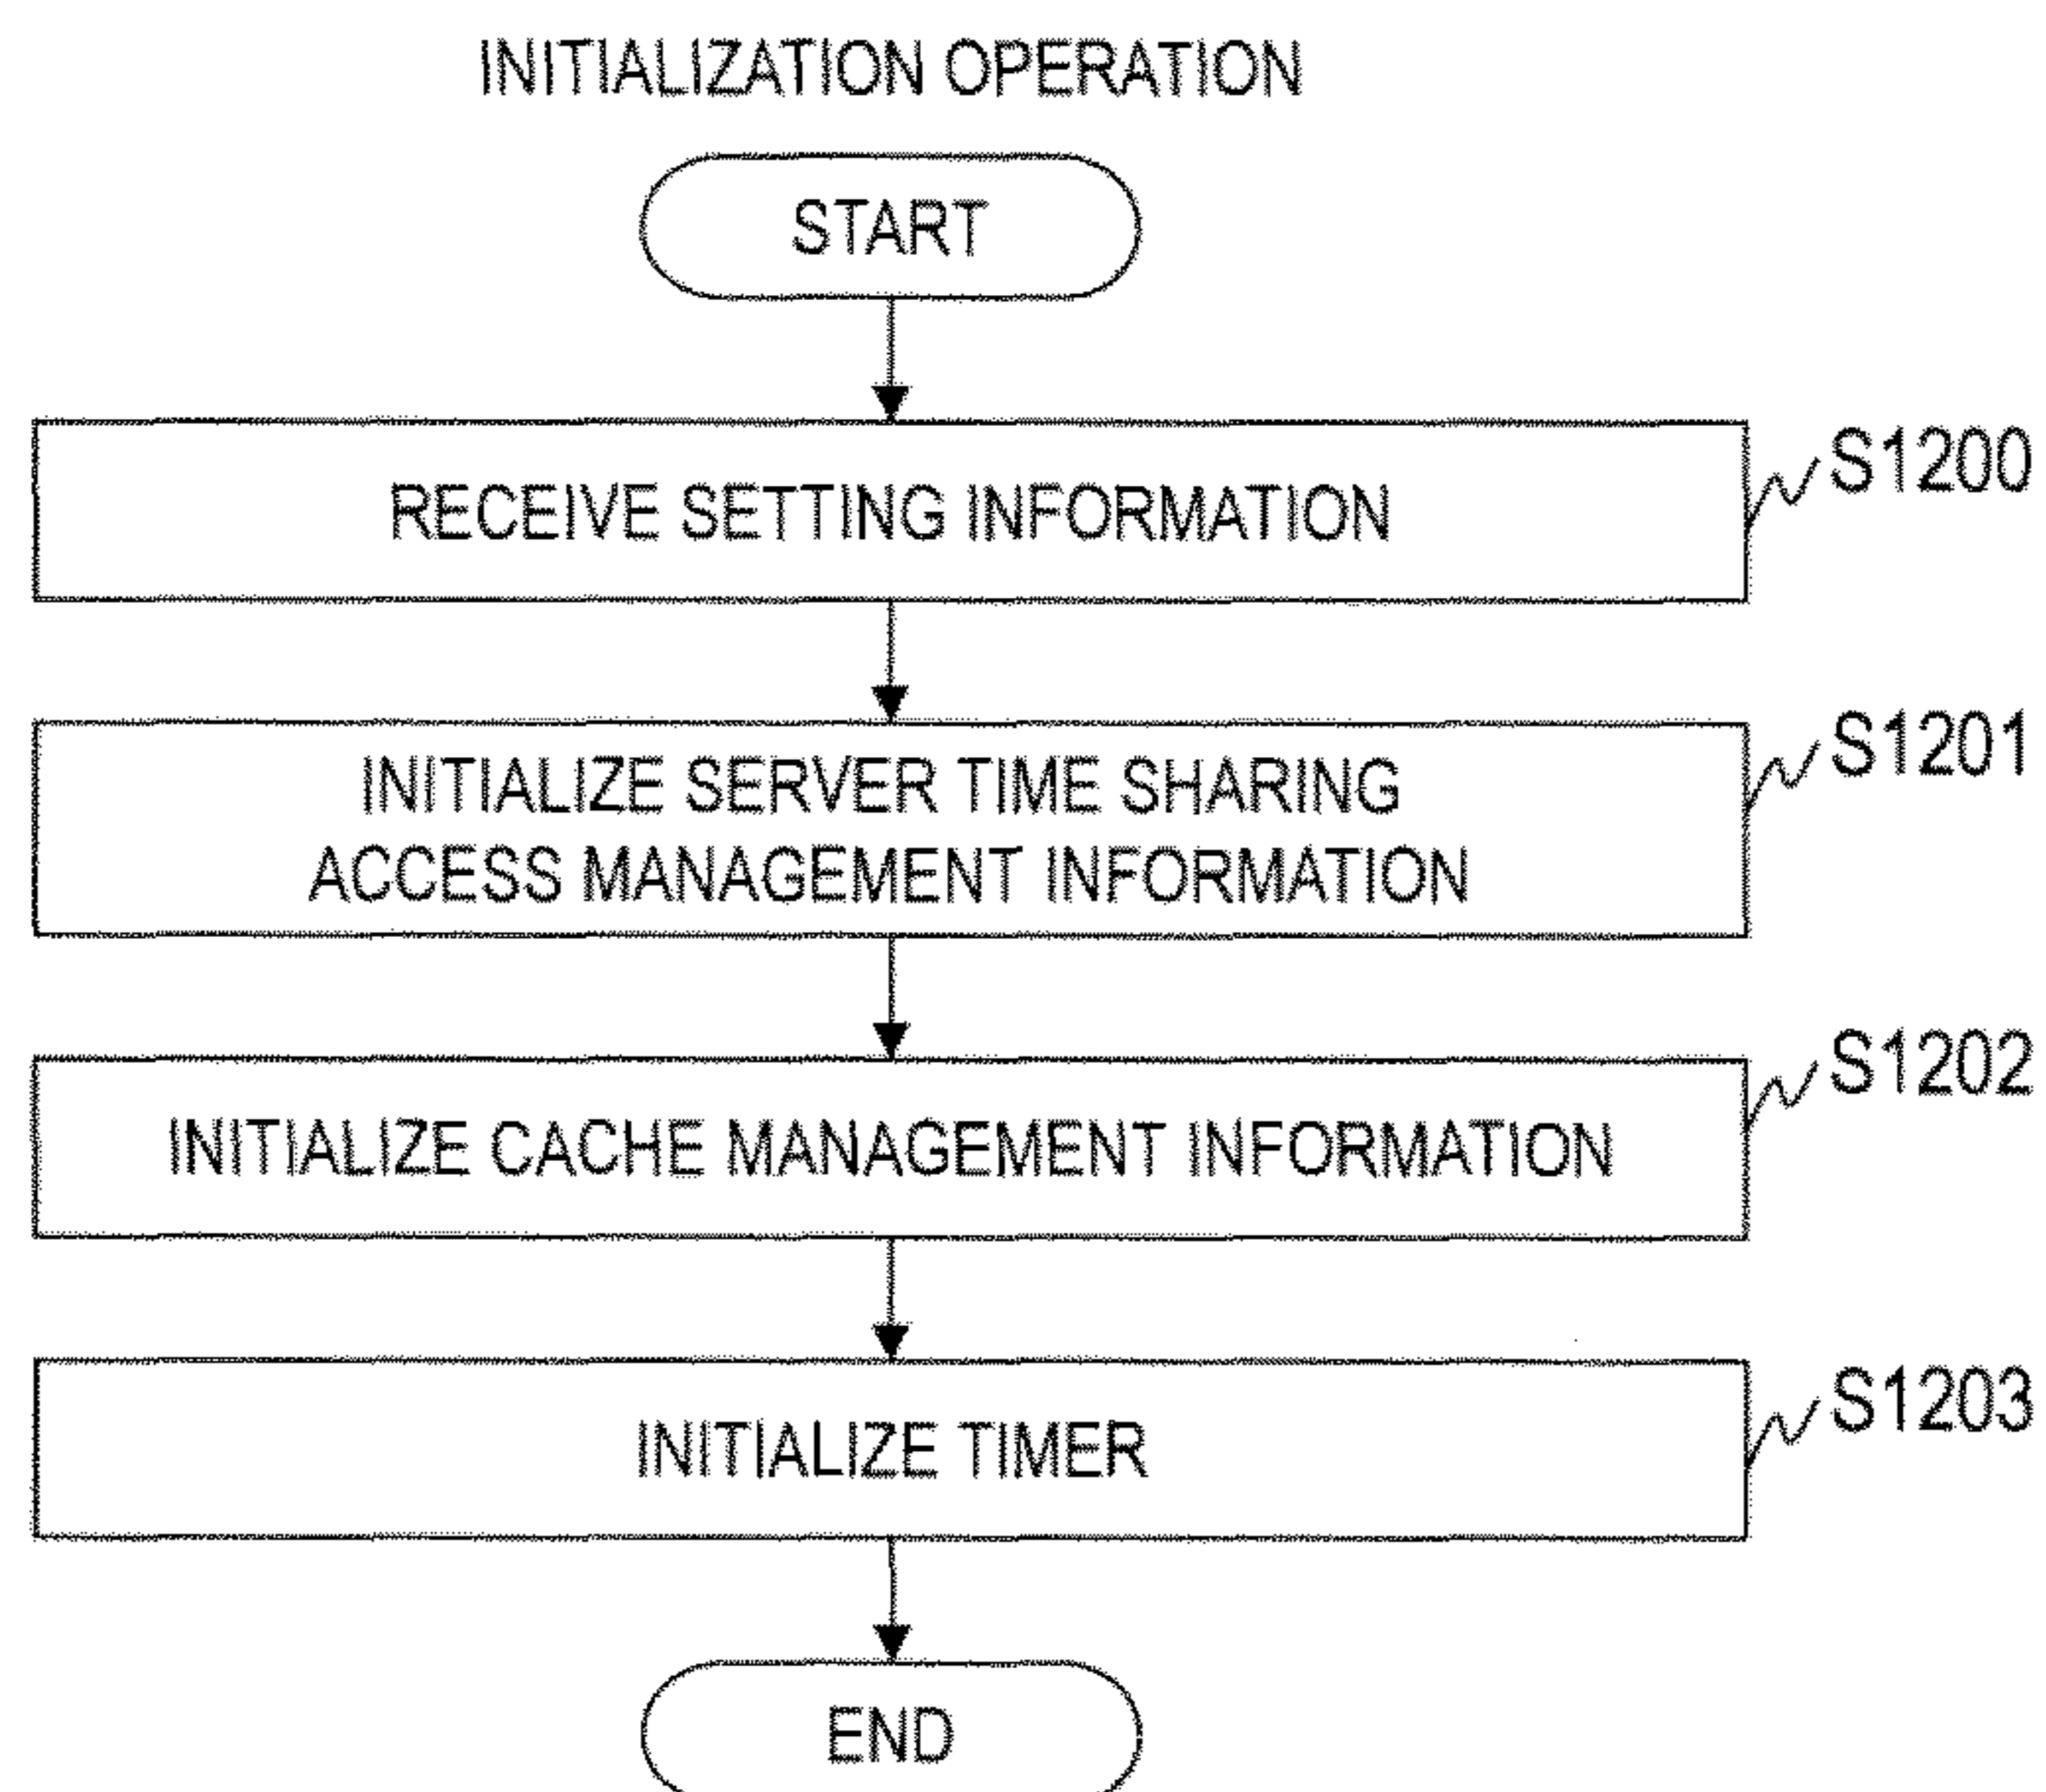 INITIALIZATION OPERATION
START
RECEIVE SETTING INFORMATION
S1200
INITIALIZE SERVER TIME SHARING
ACCESS MANAGEMENT INFORMATION
S1201
INITIALIZE CACHE MANAGEMENT INFORMATION
S1202
INITIALIZE TIMER
S1203
END